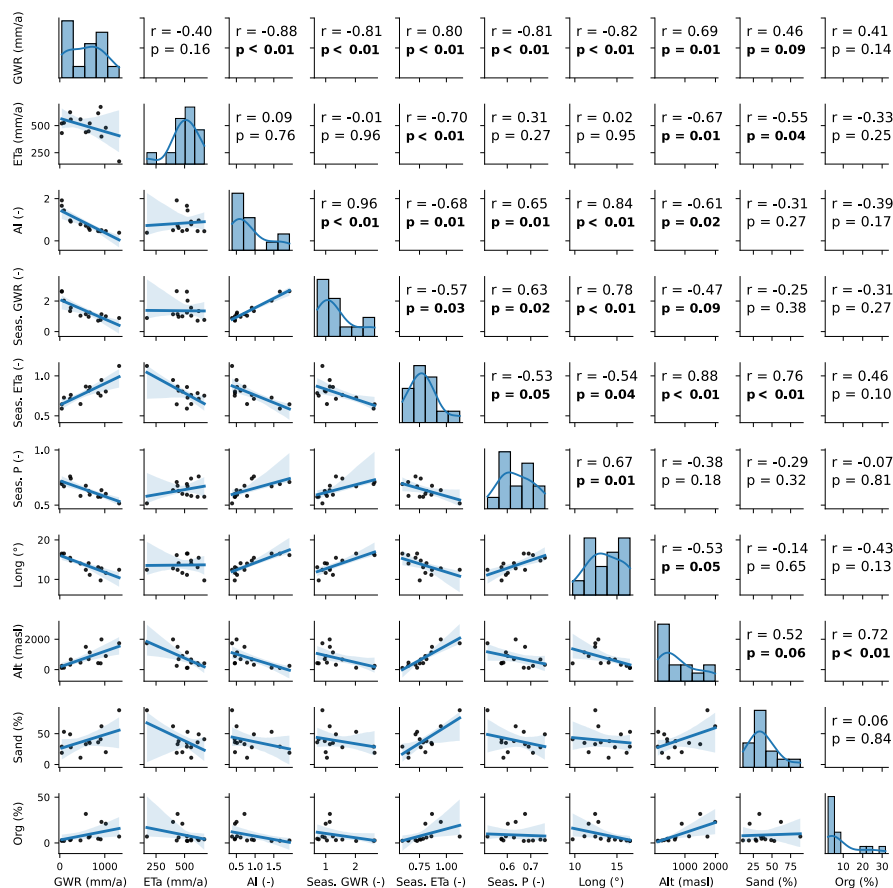 GWR (mm/a)
r = -0.40
p = 0.16
r = -0.88
p < 0.01
r = -0.81
p < 0.01
r = 0.80
p < 0.01
r = -0.81
p < 0.01
r = -0.82
p < 0.01
r = 0.69
p = 0.01
r = 0.46
p = 0.09
r = 0.41
p = 0.14
ETa (mm/a)
500
250
r = 0.09
p = 0.76
r = -0.01
p = 0.96
r = -0.70
p < 0.01
r = 0.31
p = 0.27
r = 0.02
p = 0.95
r = -0.67
p = 0.01
r = -0.55
p = 0.04
r = -0.33
p = 0.25
AI (-)
2
0
r = 0.96
p < 0.01
r = -0.68
p = 0.01
r = 0.65
p = 0.01
r = 0.84
p < 0.01
r = -0.61
p = 0.02
r = -0.31
p = 0.27
r = -0.39
p = 0.17
Seas. GWR (-)
2
1
r = -0.57
p = 0.03
r = 0.63
p = 0.02
r = 0.78
p < 0.01
r = -0.47
p = 0.09
r = -0.25
p = 0.38
r = -0.31
p = 0.27
Seas. ETa (-)
1.0
0.5
r = -0.53
p = 0.05
r = -0.54
p = 0.04
r = 0.88
p < 0.01
r = 0.76
p < 0.01
r = 0.46
p = 0.10
Seas. P (-)
1.0
0.5
r = 0.67
p = 0.01
r = -0.38
p = 0.18
r = -0.29
p = 0.32
r = -0.07
p = 0.81
Long (°)
20
10
r = -0.53
p = 0.05
r = -0.14
p = 0.65
r = -0.43
p = 0.13
Alt (masl)
2000
0
r = 0.52
p = 0.06
r = 0.72
p < 0.01
Sand (%)
50
0
r = 0.06
p = 0.84
Org (%)
50
0
0 1000
250 500
0.5 1.0 1.5
1 2
0.75 1.00
0.6 0.7
10 15
1000 2000
25 50 75
10 20 30
GWR (mm/a)
ETa (mm/a)
AI (-)
Seas. GWR (-)
Seas. ETa (-)
Seas. P (-)
Long (°)
Alt (masl)
Sand (%)
Org (%)